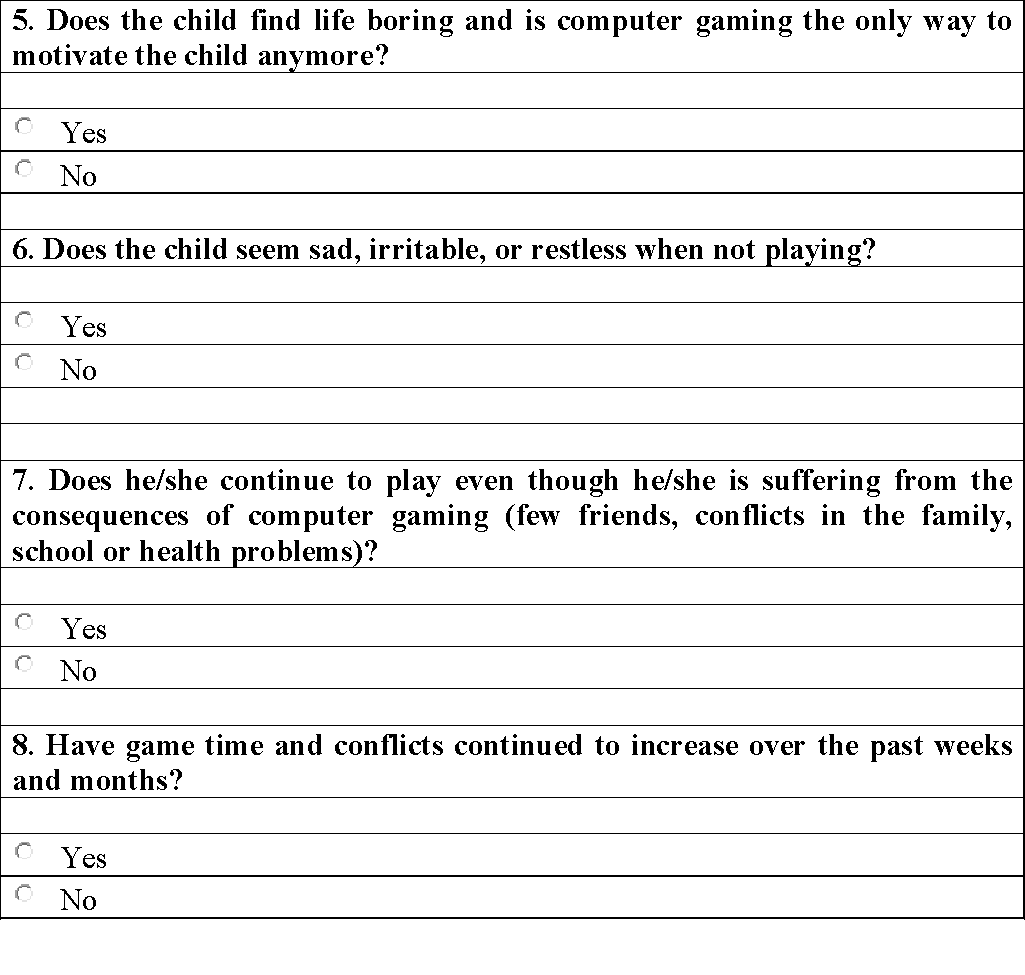 5. Does the child find life boring and is computer gaming the only way to
motivate the child anymore?
Yes
No
6. Does the child seem sad, irritable, or restless when not playing?
Yes
No
7. Does he/she continue to play even though he/she is suffering from the
consequences of computer gaming (few friends, conflicts in the family,
school or health problems)?
Yes
No
8. Have game time and conflicts continued to increase over the past weeks
and months?
Yes
No